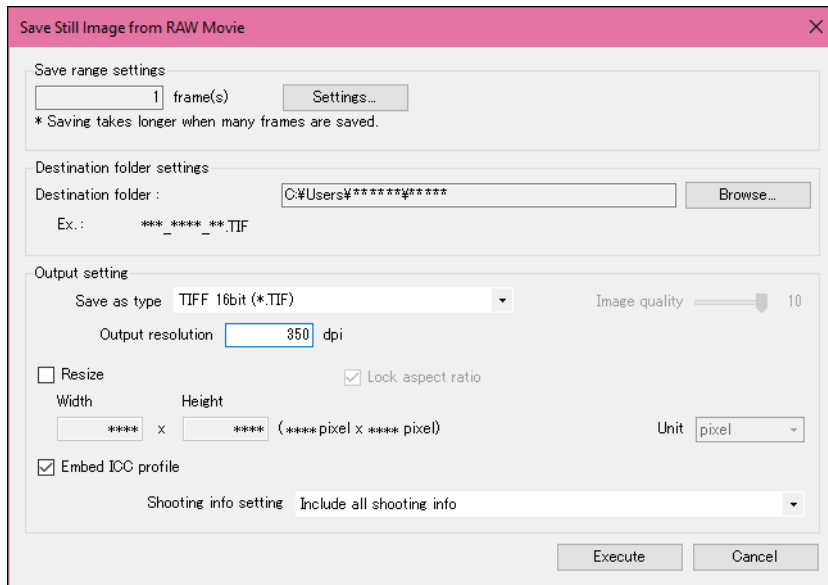 Save Still Image from RAW Movie
Save range settings
1 frame(s) Settings...
* Saving takes longer when many frames are saved.
Destination folder settings
Destination folder : C:¥Users¥******¥***** Browse...
Ex.: ***_****_**.TIF
Output setting
Save as type TIFF 16bit (*.TIF) Image quality 10
Output resolution 350 dpi
Resize Lock aspect ratio
Width Height
**** x **** (****pixel x **** pixel) Unit pixel
Embed ICC profile
Shooting info setting Include all shooting info
Execute Cancel